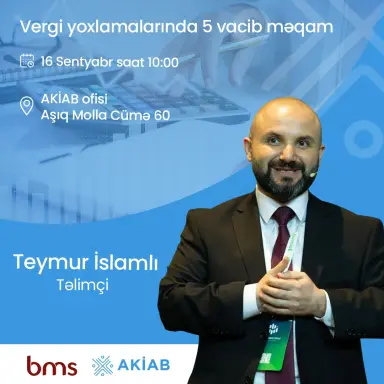 Vergi yoxlamalarında 5 vacib məqam
16 Sentyabr saat 10:00
AKİAB ofisi
Aşıq Molla Cümə 60
Teymur İslamlı
Təlimçi
bms
AKİAB